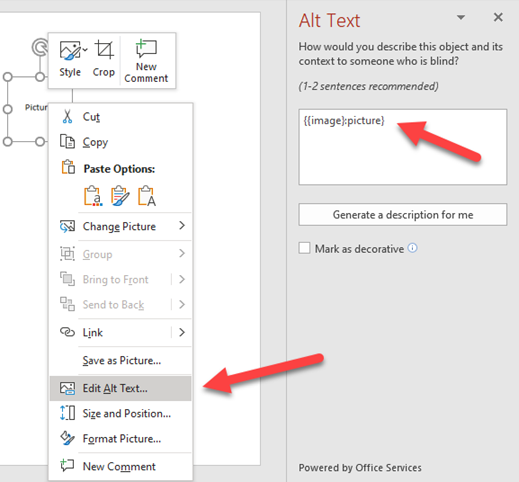 Style
Crop
New
Comment
Picture
Cut
Copy
Paste Options:
Change Picture
Group
Bring to Front
Send to Back
Link
Save as Picture...
Edit Alt Text...
Size and Position...
Format Picture...
New Comment
Alt Text
How would you describe this object and its
context to someone who is blind?
(1-2 sentences recommended)
{{image}:picture}
Generate a description for me
Mark as decorative
Powered by Office Services